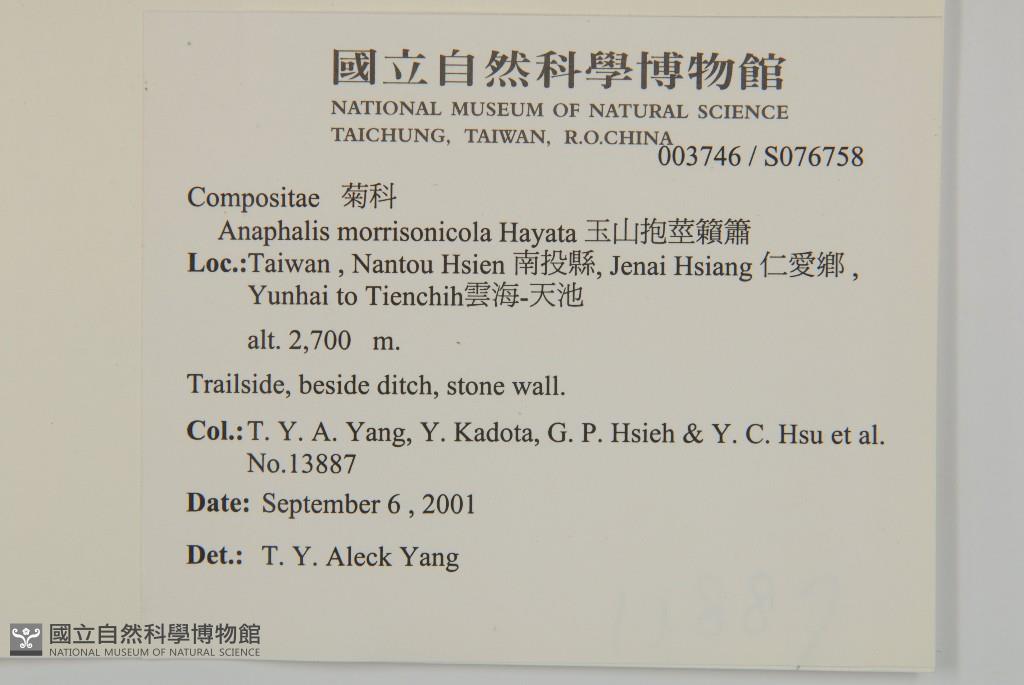 國立自然科學博物館
NATIONAL MUSEUM OF NATURAL SCIENCE
TAICHUNG, TAIWAN, R.O.CHINA
003746 / S076758
Compositae 菊科
Anaphalis morrisonicola Hayata 玉山抱莖籟簫
Loc.:Taiwan , Nantou Hsien 南投縣, Jenai Hsiang 仁愛鄉 ,
Yunhai to Tienchih雲海-天池
alt. 2,700 m.
Trailside, beside ditch, stone wall.
Col.: T. Y. A. Yang, Y. Kadota, G. P. Hsieh & Y. C. Hsu et al.
No.13887
Date: September 6 , 2001
Det.: T. Y. Aleck Yang
國立自然科學博物館
NATIONAL MUSEUM OF NATURAL SCIENCE